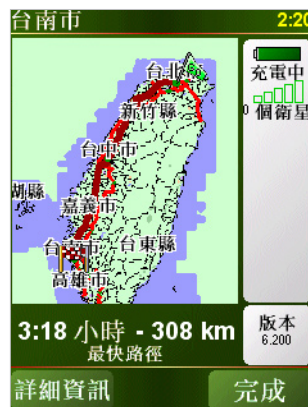 台南市 2:20
充電中
0 個衛星
台北
新竹縣
台中市
湖縣
嘉義市
台南市
台東縣
高雄市
3:18 小時 - 308 km
最快路徑
版本
6.200
詳細資訊
完成